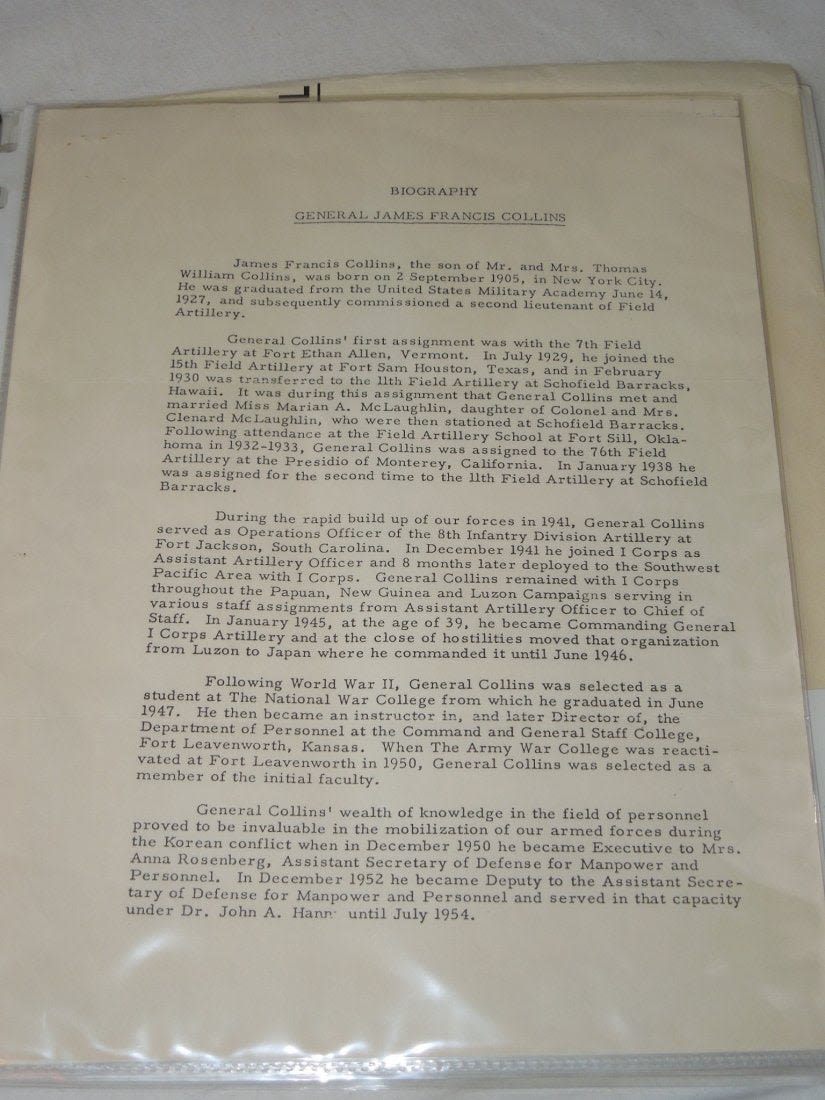 BIOGRAPHY
GENERAL JAMES FRANCIS COLLINS
James Francis Collins, the son of Mr. and Mrs. Thomas
William Collins, was born on 2 September 1905, in New York City.
He was graduated from the United States Military Academy June 14,
1927, and subsequently commissioned a second lieutenant of Field
Artillery.
General Collins' first assignment was with the 7th Field
Artillery at Fort Ethan Allen, Vermont. In July 1929, he joined the
15th Field Artillery at Fort Sam Houston, Texas, and in February
1930 was transferred to the 11th Field Artillery at Schofield Barracks,
Hawaii. It was during this assignment that General Collins met and
married Miss Marian A. McLaughlin, daughter of Colonel and Mrs.
Clenard McLaughlin, who were then stationed at Schofield Barracks.
Following attendance at the Field Artillery School at Fort Sill, Okla-
homa in 1932-1933, General Collins was assigned to the 76th Field
Artillery at the Presidio of Monterey, California. In January 1938 he
was assigned for the second time to the 11th Field Artillery at Schofield
Barracks.
During the rapid build up of our forces in 1941, General Collins
served as Operations Officer of the 8th Infantry Division Artillery at
Fort Jackson, South Carolina. In December 1941 he joined I Corps as
Assistant Artillery Officer and 8 months later deployed to the Southwest
Pacific Area with I Corps. General Collins remained with I Corps
throughout the Papuan, New Guinea and Luzon Campaigns serving in
various staff assignments from Assistant Artillery Officer to Chief of
Staff. In January 1945, at the age of 39, he became Commanding General
I Corps Artillery and at the close of hostilities moved that organization
from Luzon to Japan where he commanded it until June 1946.
Following World War II, General Collins was selected as a
student at The National War College from which he graduated in June
1947. He then became an instructor in, and later Director of, the
Department of Personnel at the Command and General Staff College,
Fort Leavenworth, Kansas. When The Army War College was reacti-
vated at Fort Leavenworth in 1950, General Collins was selected as a
member of the initial faculty.
General Collins' wealth of knowledge in the field of personnel
proved to be invaluable in the mobilization of our armed forces during
the Korean conflict when in December 1950 he became Executive to Mrs.
Anna Rosenberg, Assistant Secretary of Defense for Manpower and
Personnel. In December 1952 he became Deputy to the Assistant Secre-
tary of Defense for Manpower and Personnel and served in that capacity
under Dr. John A. until July 1954.